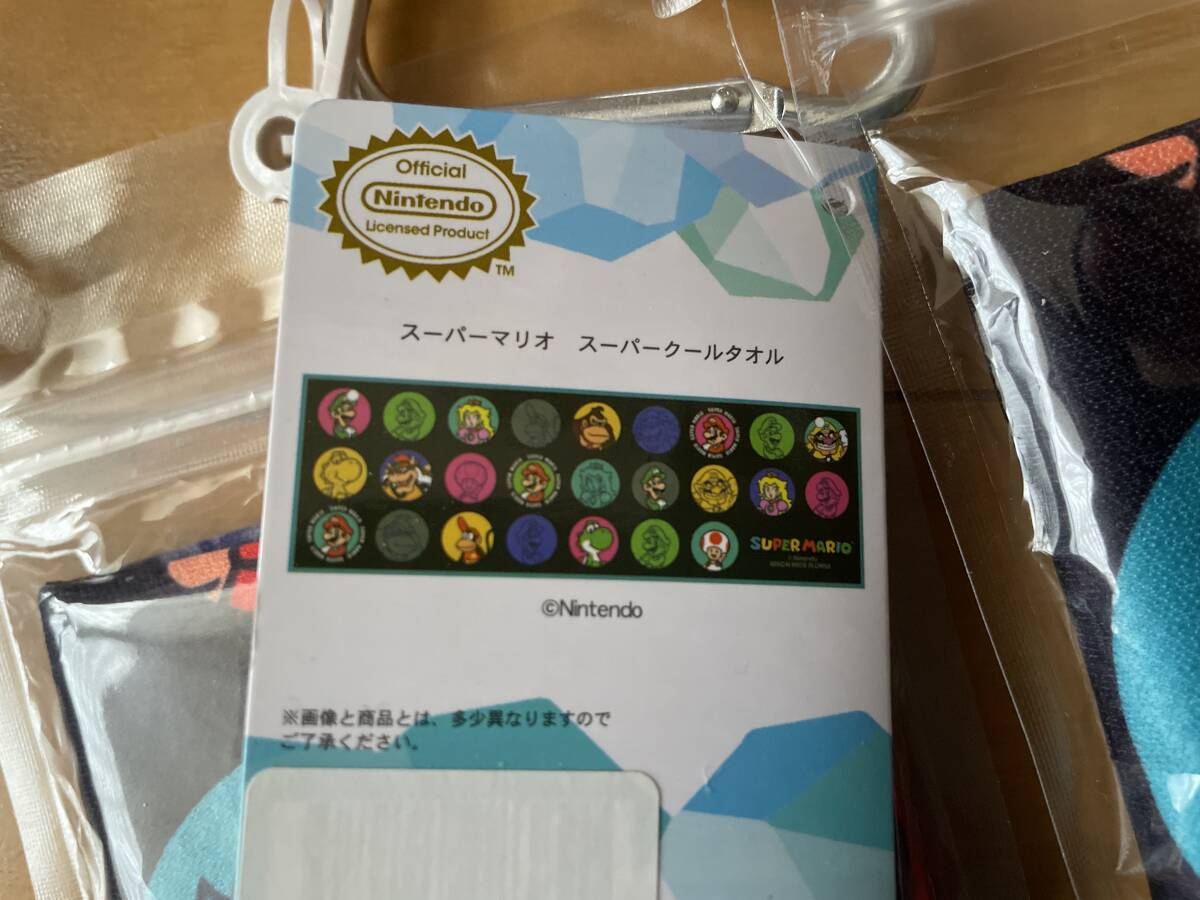 Official
Nintendo
Licensed Product
TM
スーパーマリオ スーパークールタオル
SUPER MARIO
©Nintendo
※画像と商品とは、多少異なりますので
ご了承ください。